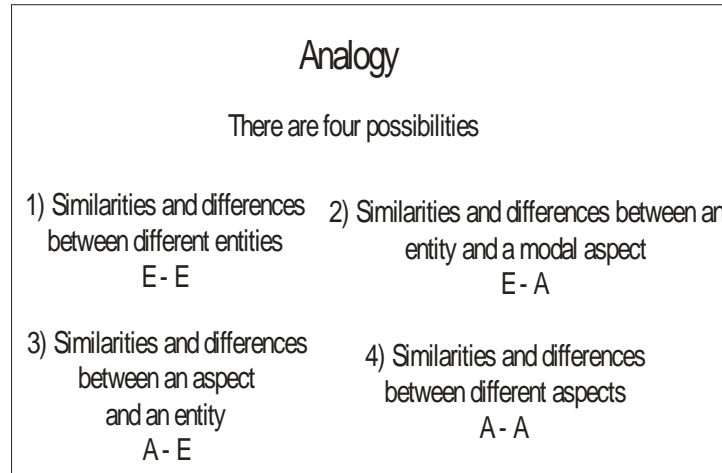 Analogy
There are four possibilities
1) Similarities and differences
between different entities
E - E
2) Similarities and differences between an
entity and a modal aspect
E - A
3) Similarities and differences
between an aspect
and an entity
A - E
4) Similarities and differences
between different aspects
A - A